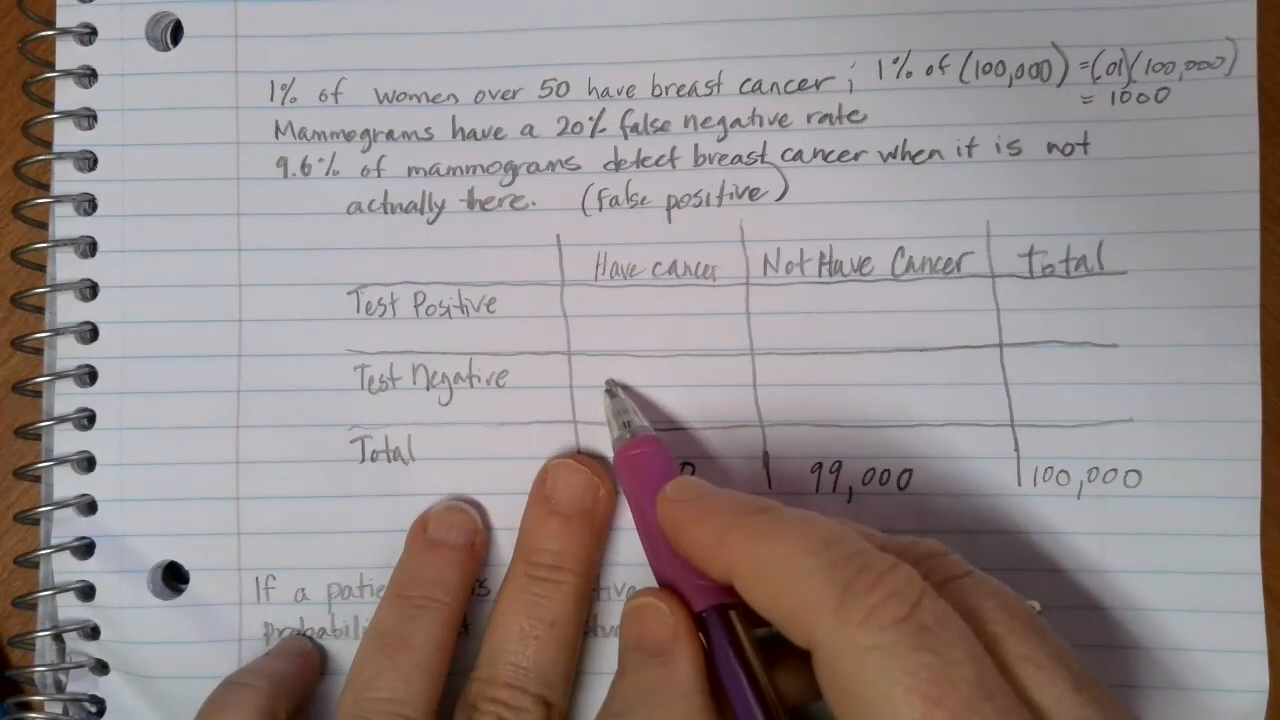 1% of women over 50 have breast cancer; 1% of (100,000) = (.01)(100,000)
= 1000
Mammograms have a 20% false negative rate
9.6% of mammograms detect breast cancer when it is not
actually there. (false positive)
Have cancer Not Have Cancer Total
Test Positive
Test Negative
Total 99,000 100,000
If a